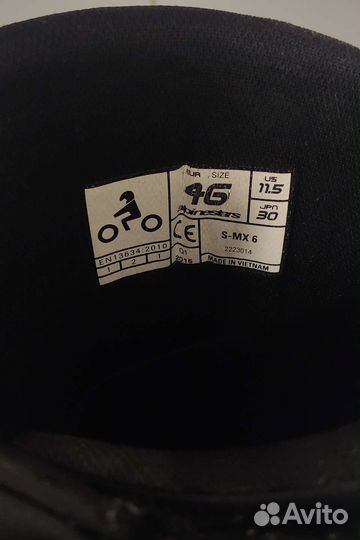 EUR. SIZE
46
alpinestars
US
11.5
JPN
30
EN13634:2010
1 2 1
CE
Q1
2015
S-MX 6
2223014
MADE IN VIETNAM
Avito